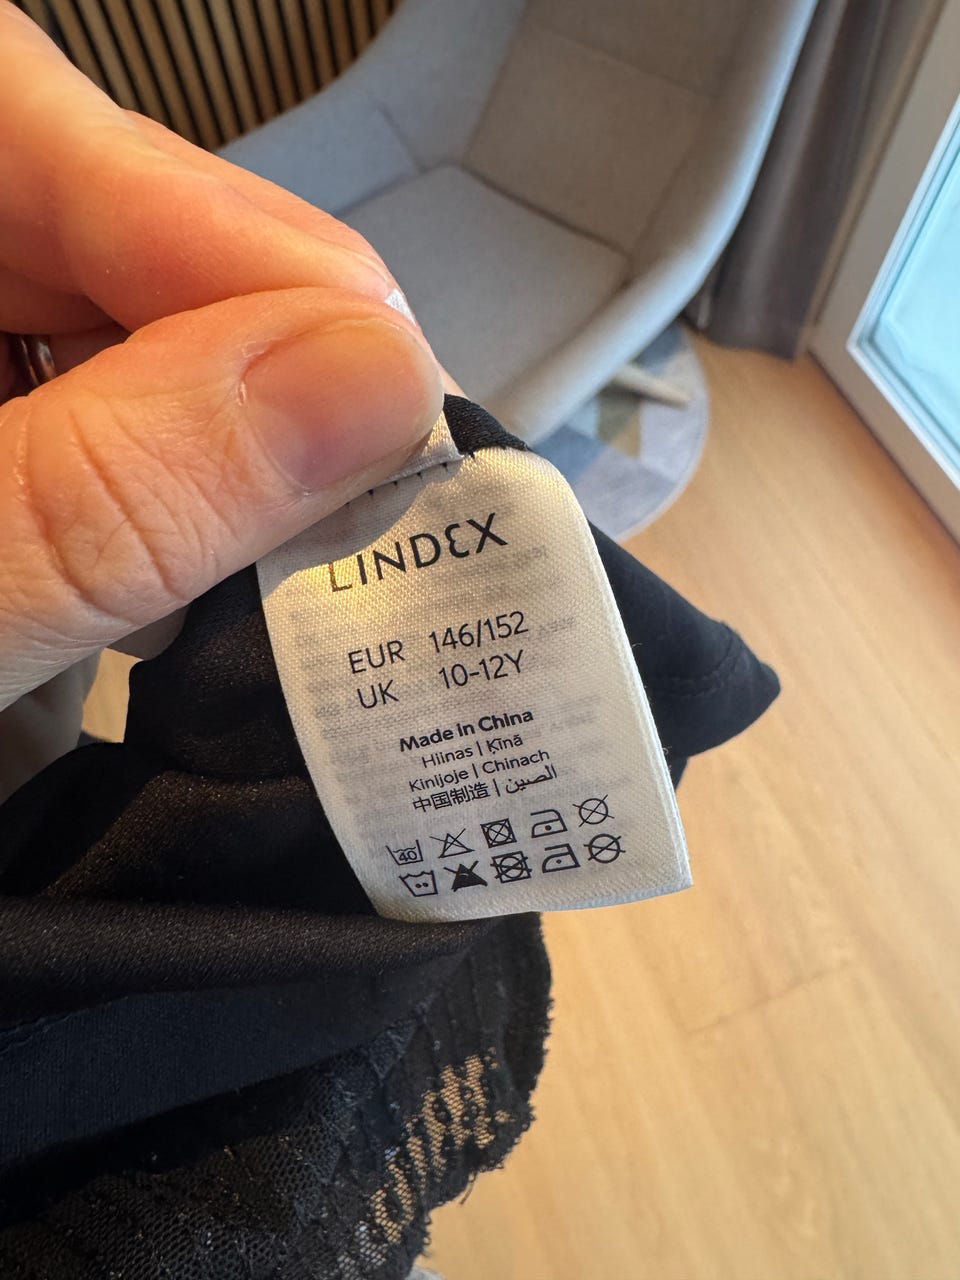 LINDEX
EUR 146/152
UK 10-12Y
Made in China
Hiinas | Ķīnā
Kinijoje | Chinach
中国制造 | الصين
40